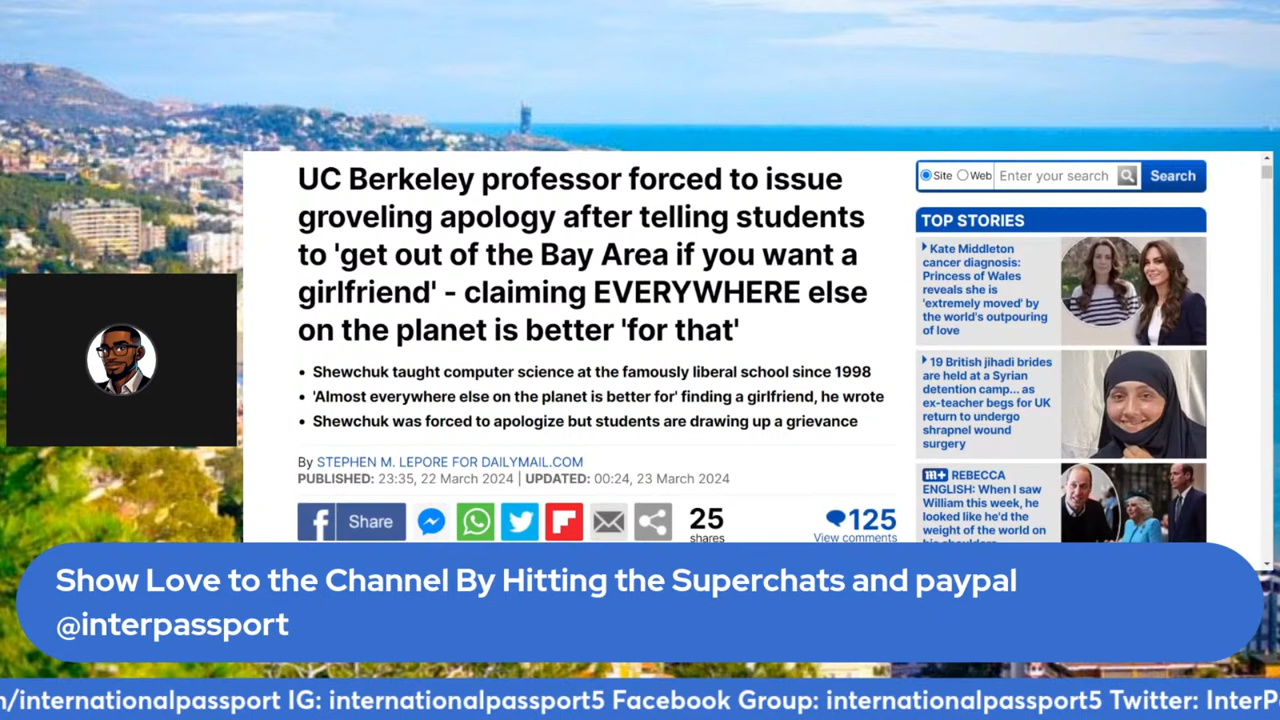 UC Berkeley professor forced to issue
groveling apology after telling students
to 'get out of the Bay Area if you want a
girlfriend' - claiming EVERYWHERE else
on the planet is better 'for that'
• Shewchuk taught computer science at the famously liberal school since 1998
• 'Almost everywhere else on the planet is better for' finding a girlfriend, he wrote
• Shewchuk was forced to apologize but students are drawing up a grievance
By STEPHEN M. LEPORE FOR DAILYMAIL.COM
PUBLISHED: 23:35, 22 March 2024 | UPDATED: 00:24, 23 March 2024
Share
25
shares
125
View comments
Site Web Enter your search Search
TOP STORIES
Kate Middleton
cancer diagnosis:
Princess of Wales
reveals she is
'extremely moved' by
the world's outpouring
of love
19 British jihadi brides
are held at a Syrian
detention camp... as
ex-teacher begs for UK
return to undergo
shrapnel wound
surgery
m+ REBECCA
ENGLISH: When I saw
William this week, he
looked like he'd the
weight of the world on
Show Love to the Channel By Hitting the Superchats and paypal
@interpassport
/internationalpassport IG: internationalpassport5 Facebook Group: internationalpassport5 Twitter: InterP